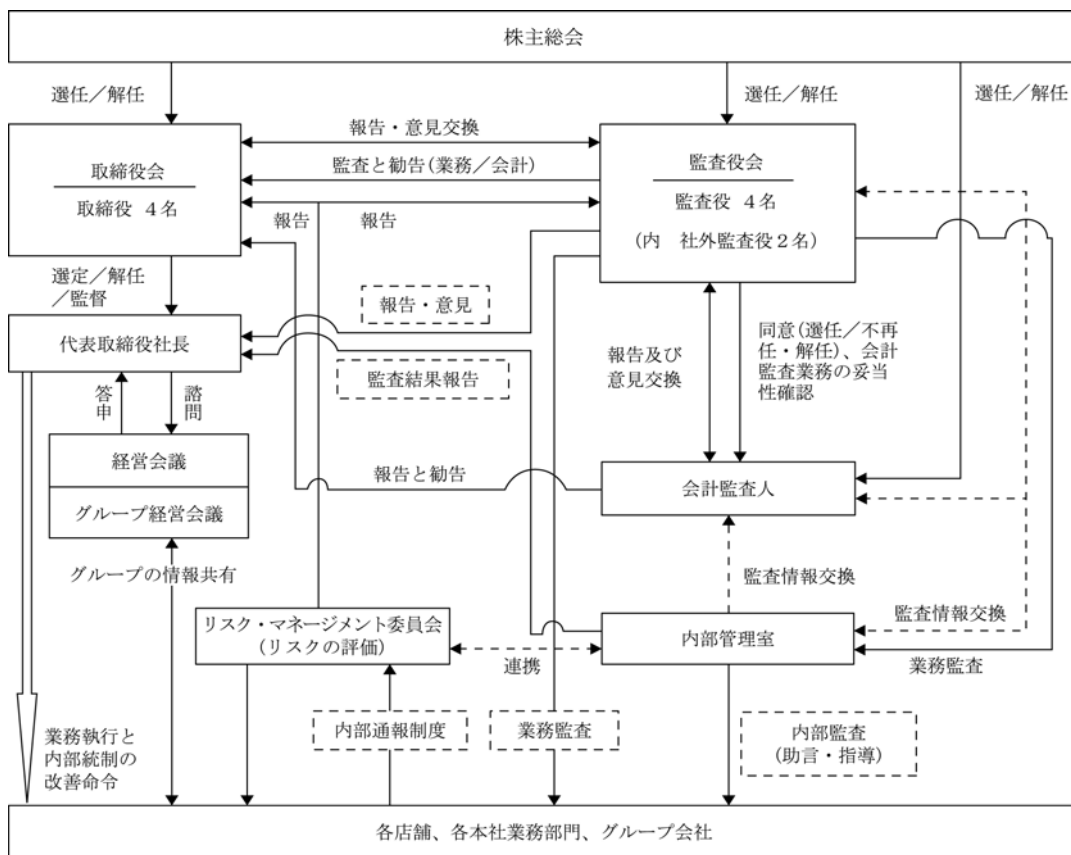 株主総会
選任／解任
選任／解任
選任／解任
取締役会
取締役 4名
報告・意見交換
監査と勧告(業務／会計)
報告
報告
監査役会
監査役 4名
(内 社外監査役2名)
選定／解任
／監督
報告・意見
代表取締役社長
監査結果報告
報告及び
意見交換
同意(選任／不再
任・解任)、会計
監査業務の妥当
性確認
答申
諮問
経営会議
グループ経営会議
報告と勧告
会計監査人
グループの情報共有
監査情報交換
リスク・マネージメント委員会
(リスクの評価)
連携
内部管理室
監査情報交換
業務監査
業務執行と
内部統制の
改善命令
内部通報制度
業務監査
内部監査
(助言・指導)
各店舗、各本社業務部門、グループ会社